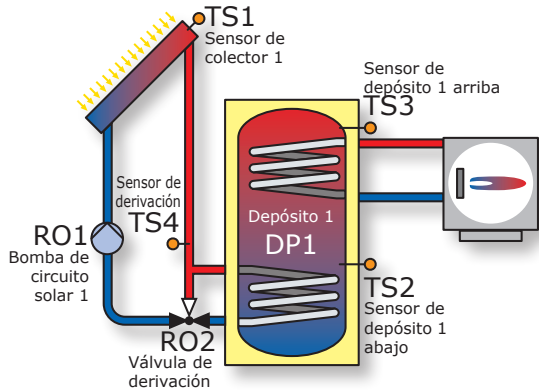 TS1
Sensor de
colector 1
Sensor de
depósito 1 arriba
TS3
Sensor de
derivación
TS4
Depósito 1
DP1
RO1
Bomba de
circuito
solar 1
TS2
Sensor de
depósito 1
abajo
RO2
Válvula de
derivación